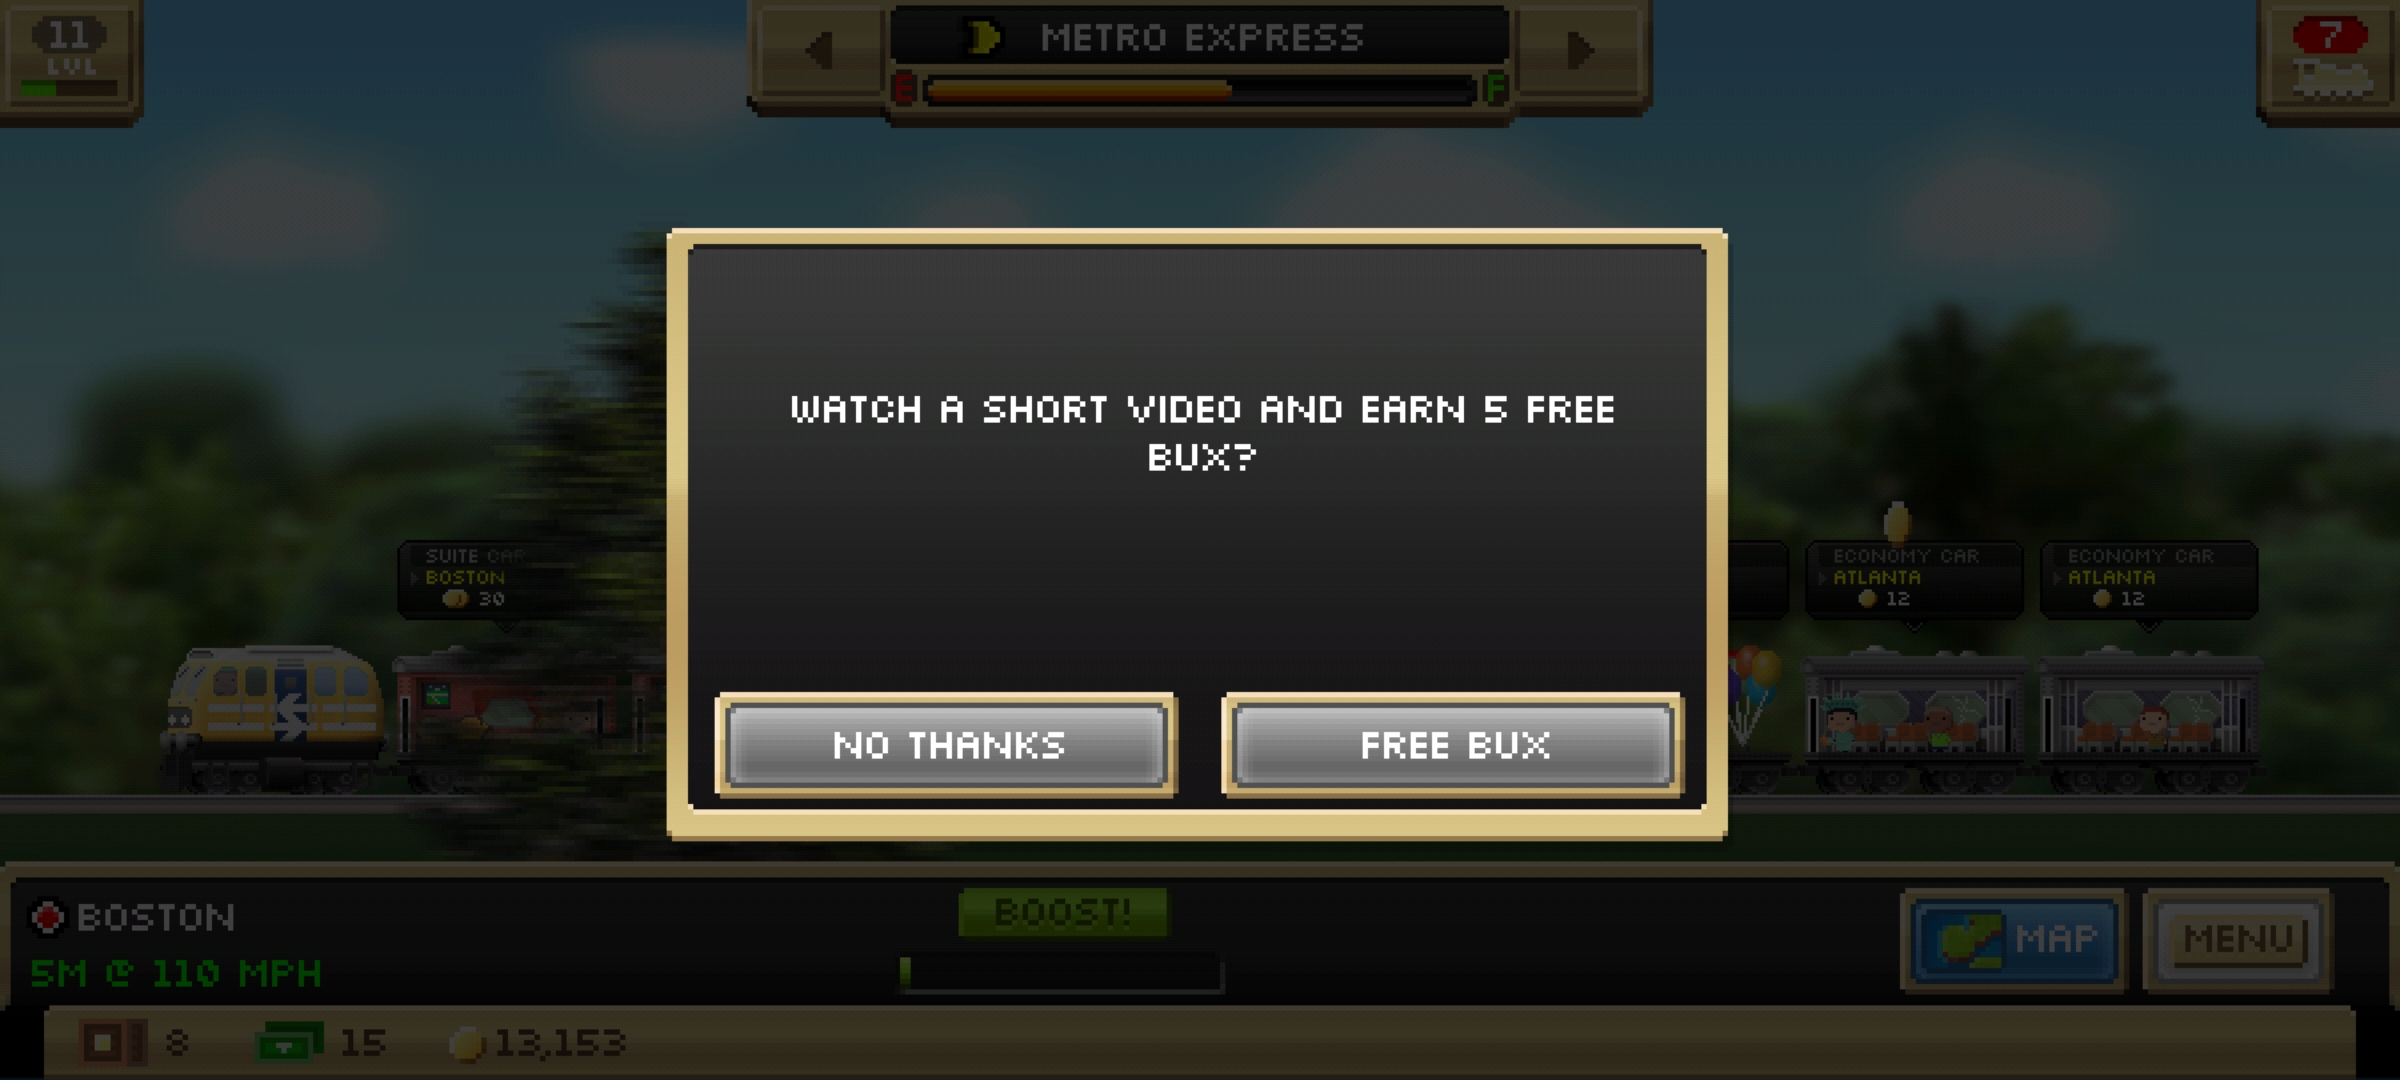 11
LVL
METRO EXPRESS
E F
7
WATCH A SHORT VIDEO AND EARN 5 FREE
BUX?
SUITE CAR
BOSTON
30
ECONOMY CAR
ATLANTA
12
ECONOMY CAR
ATLANTA
12
NO THANKS
FREE BUX
BOSTON
5M @ 110 MPH
BOOST!
MAP
MENU
8
15
13,153